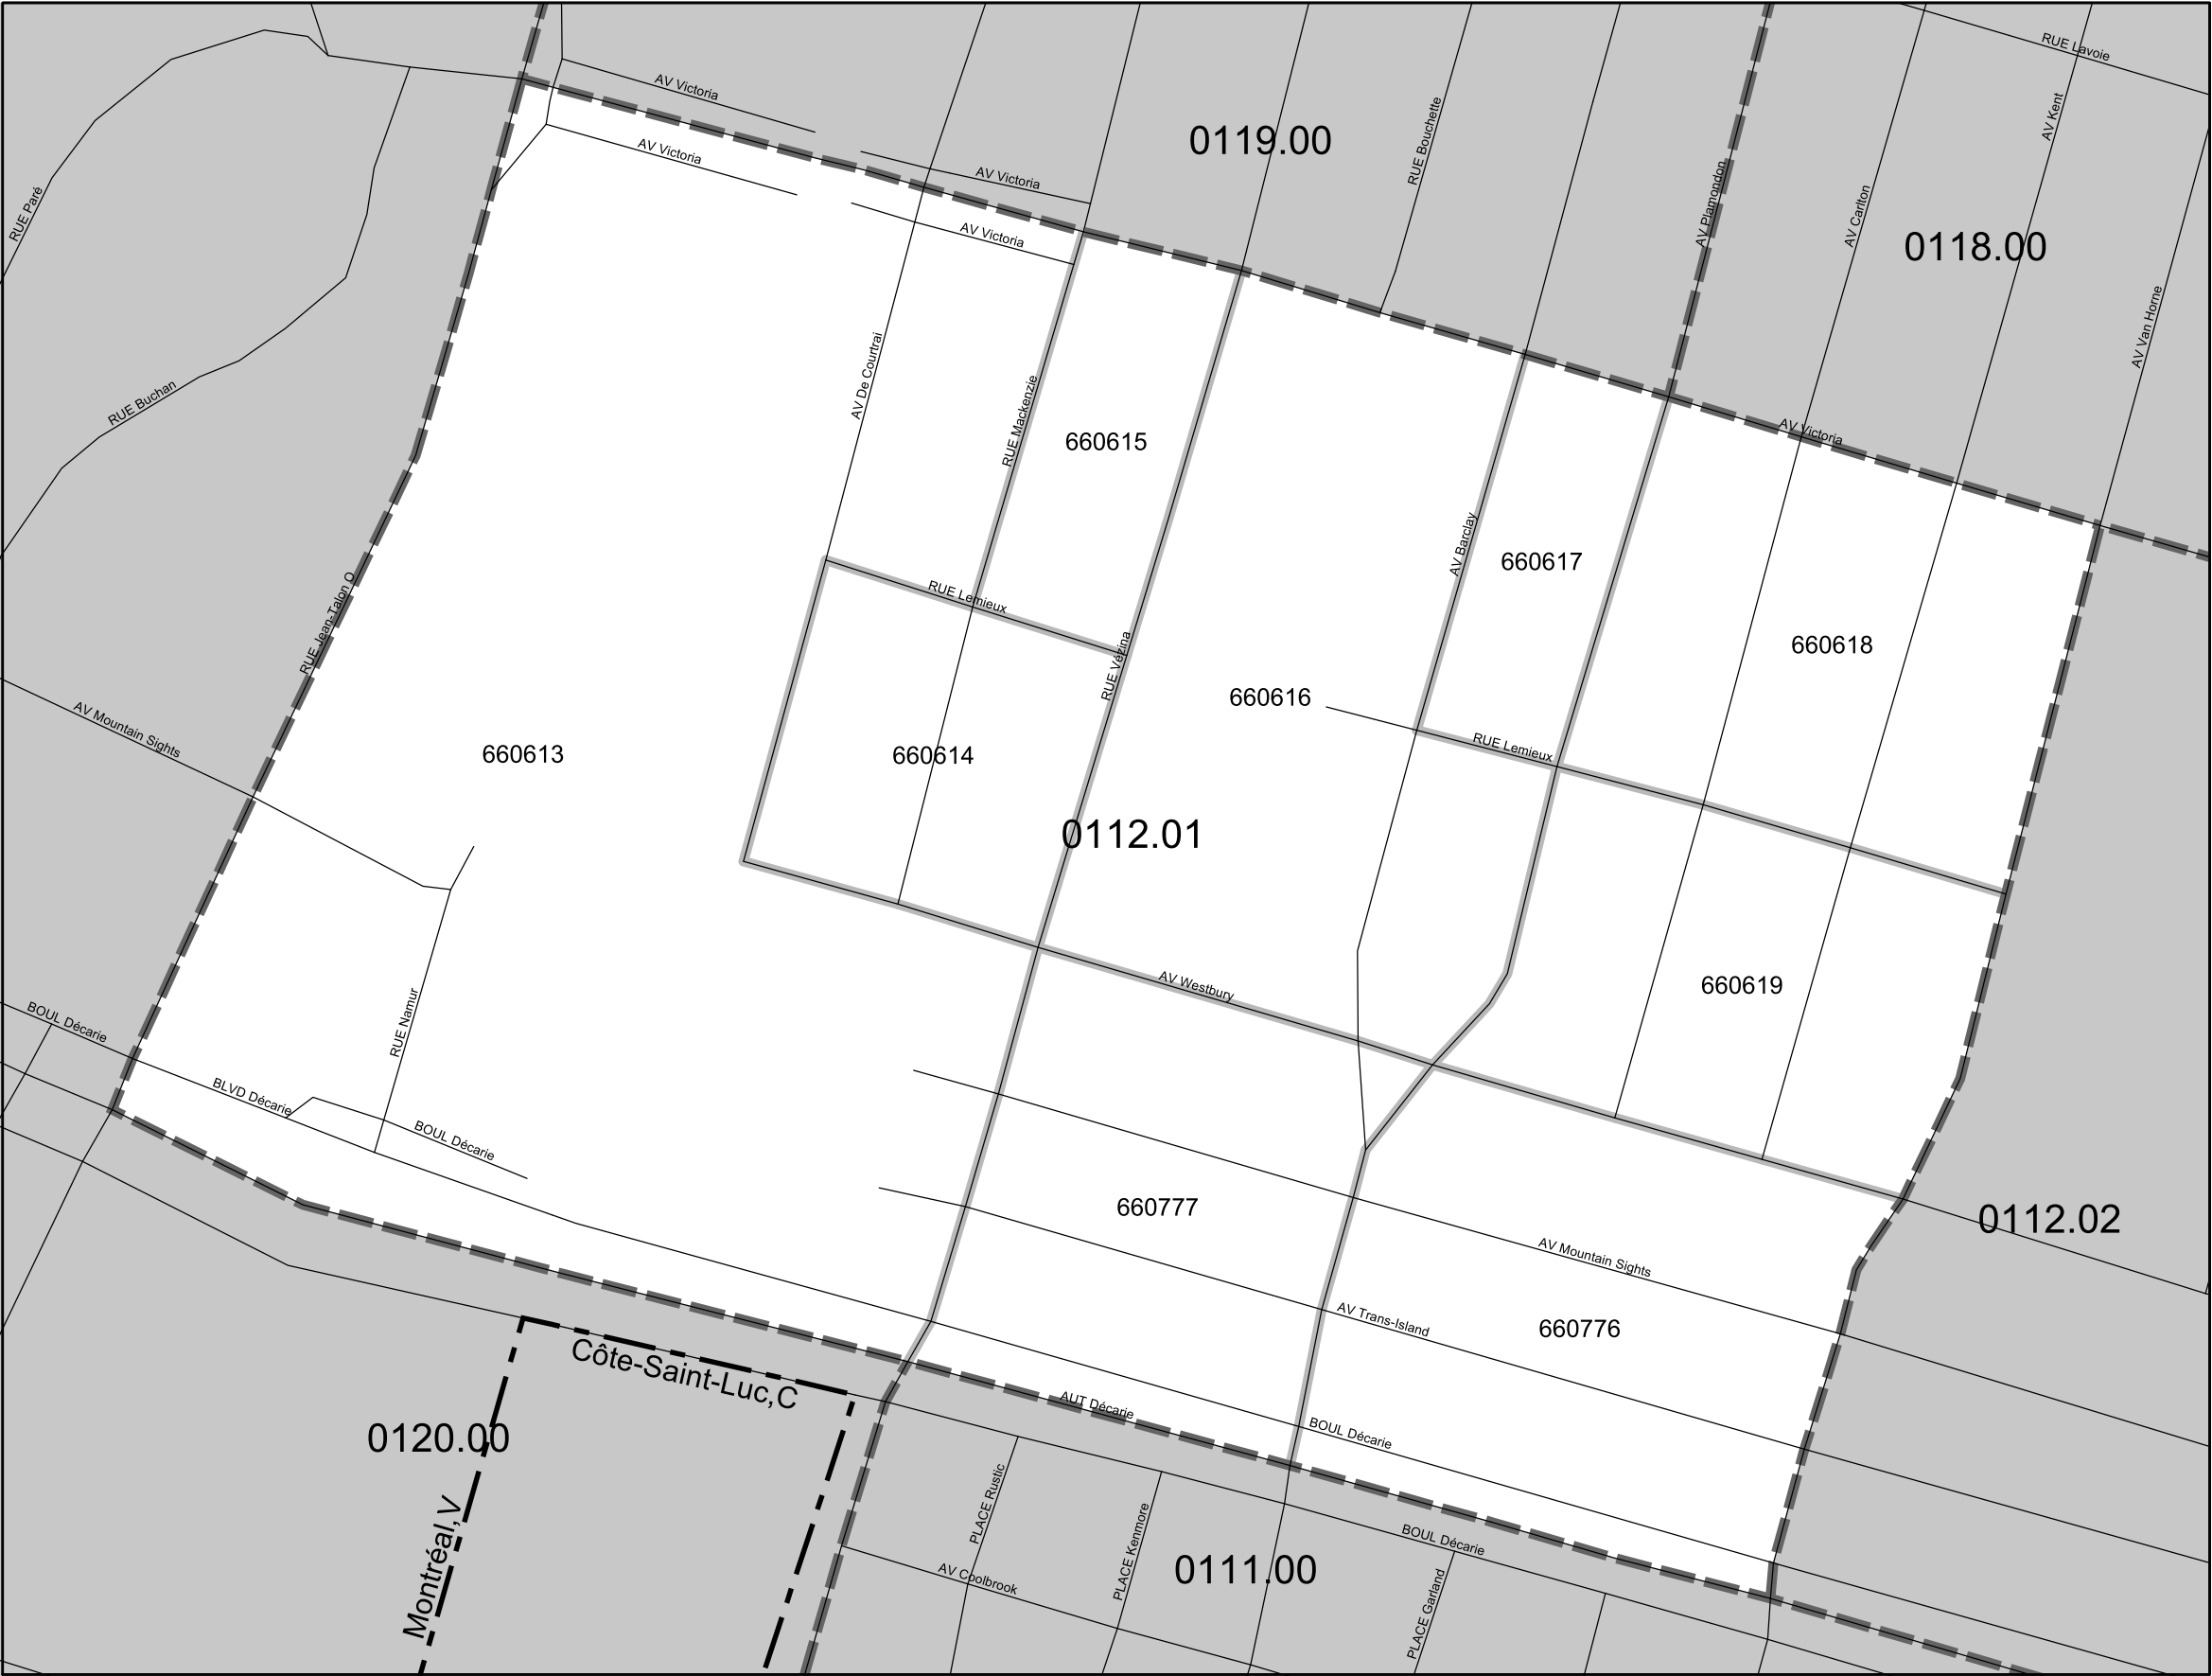 RUE Lavoie
AV Victoria
AV Kent
RUE Bouchette
0119.00
AV Victoria
AV Victoria
RUE Paré
AV Plamondon
AV Carlton
0118.00
AV Victoria
AV Van Horne
AV De Courtrai
RUE Mackenzie
RUE Buchan
660615
AV Victoria
AV Barclay
660617
RUE Jean-Talon O
RUE Lemieux
660618
RUE Vézina
660616
AV Mountain Sights
660613
660614
RUE Lemieux
0112.01
AV Westbury
660619
BOUL Décarie
RUE Namur
BLVD Décarie
BOUL Décarie
660777
0112.02
AV Mountain Sights
AV Trans-Island
660776
Côte-Saint-Luc,C
AUT Décarie
BOUL Décarie
0120.00
PLACE Rustic
PLACE Kenmore
BOUL Décarie
Montréal,V
AV Coolbrook
0111.00
PLACE Garland